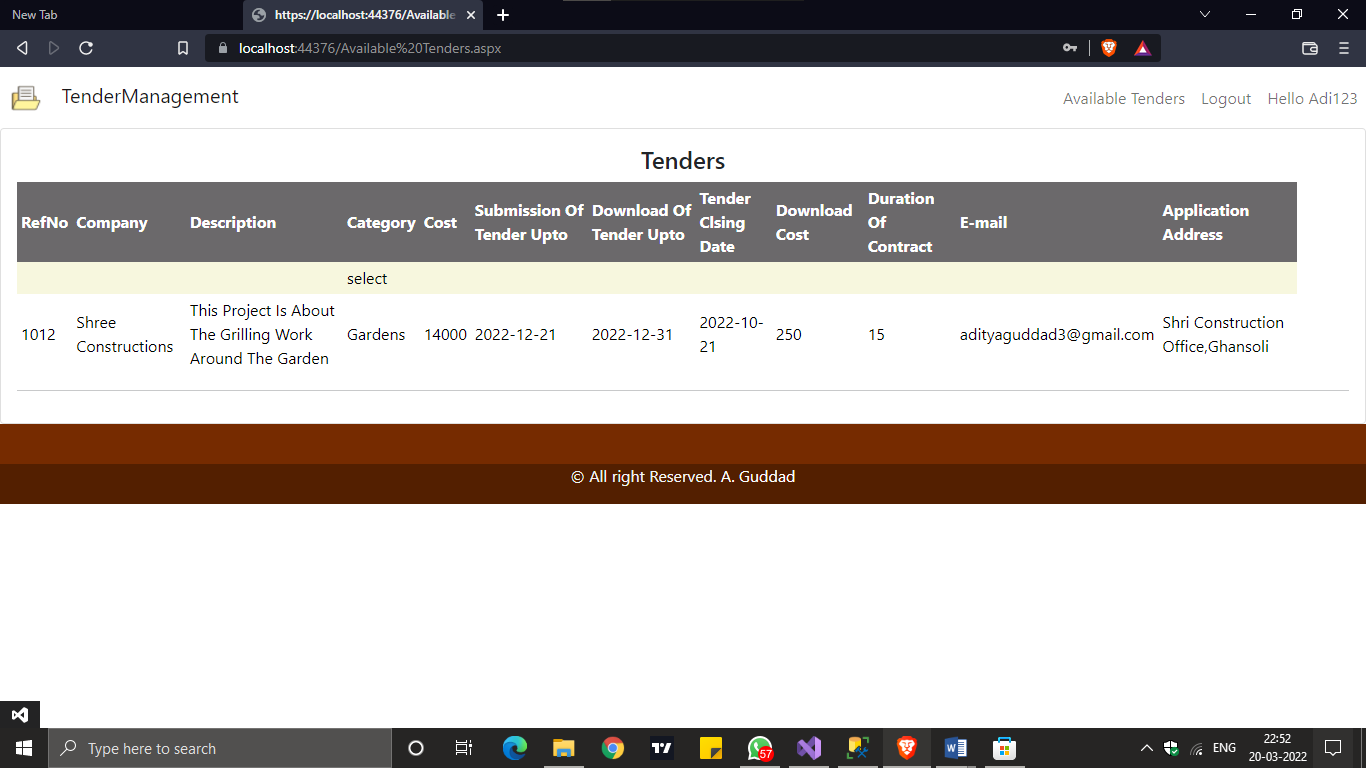 New Tab
https://localhost:44376/Available
localhost:44376/Available%20Tenders.aspx
TenderManagement
Available Tenders Logout Hello Adi123
Tenders
RefNo Company Description Category Cost Submission Of Tender Upto Download Of Tender Upto Tender Clsing Date Download Cost Duration Of Contract E-mail Application Address
select
1012 Shree Constructions This Project Is About The Grilling Work Around The Garden Gardens 14000 2022-12-21 2022-12-31 2022-10-21 250 15 adityaguddad3@gmail.com Shri Construction Office,Ghansoli
© All right Reserved. A. Guddad
Type here to search
57
ENG
22:52
20-03-2022